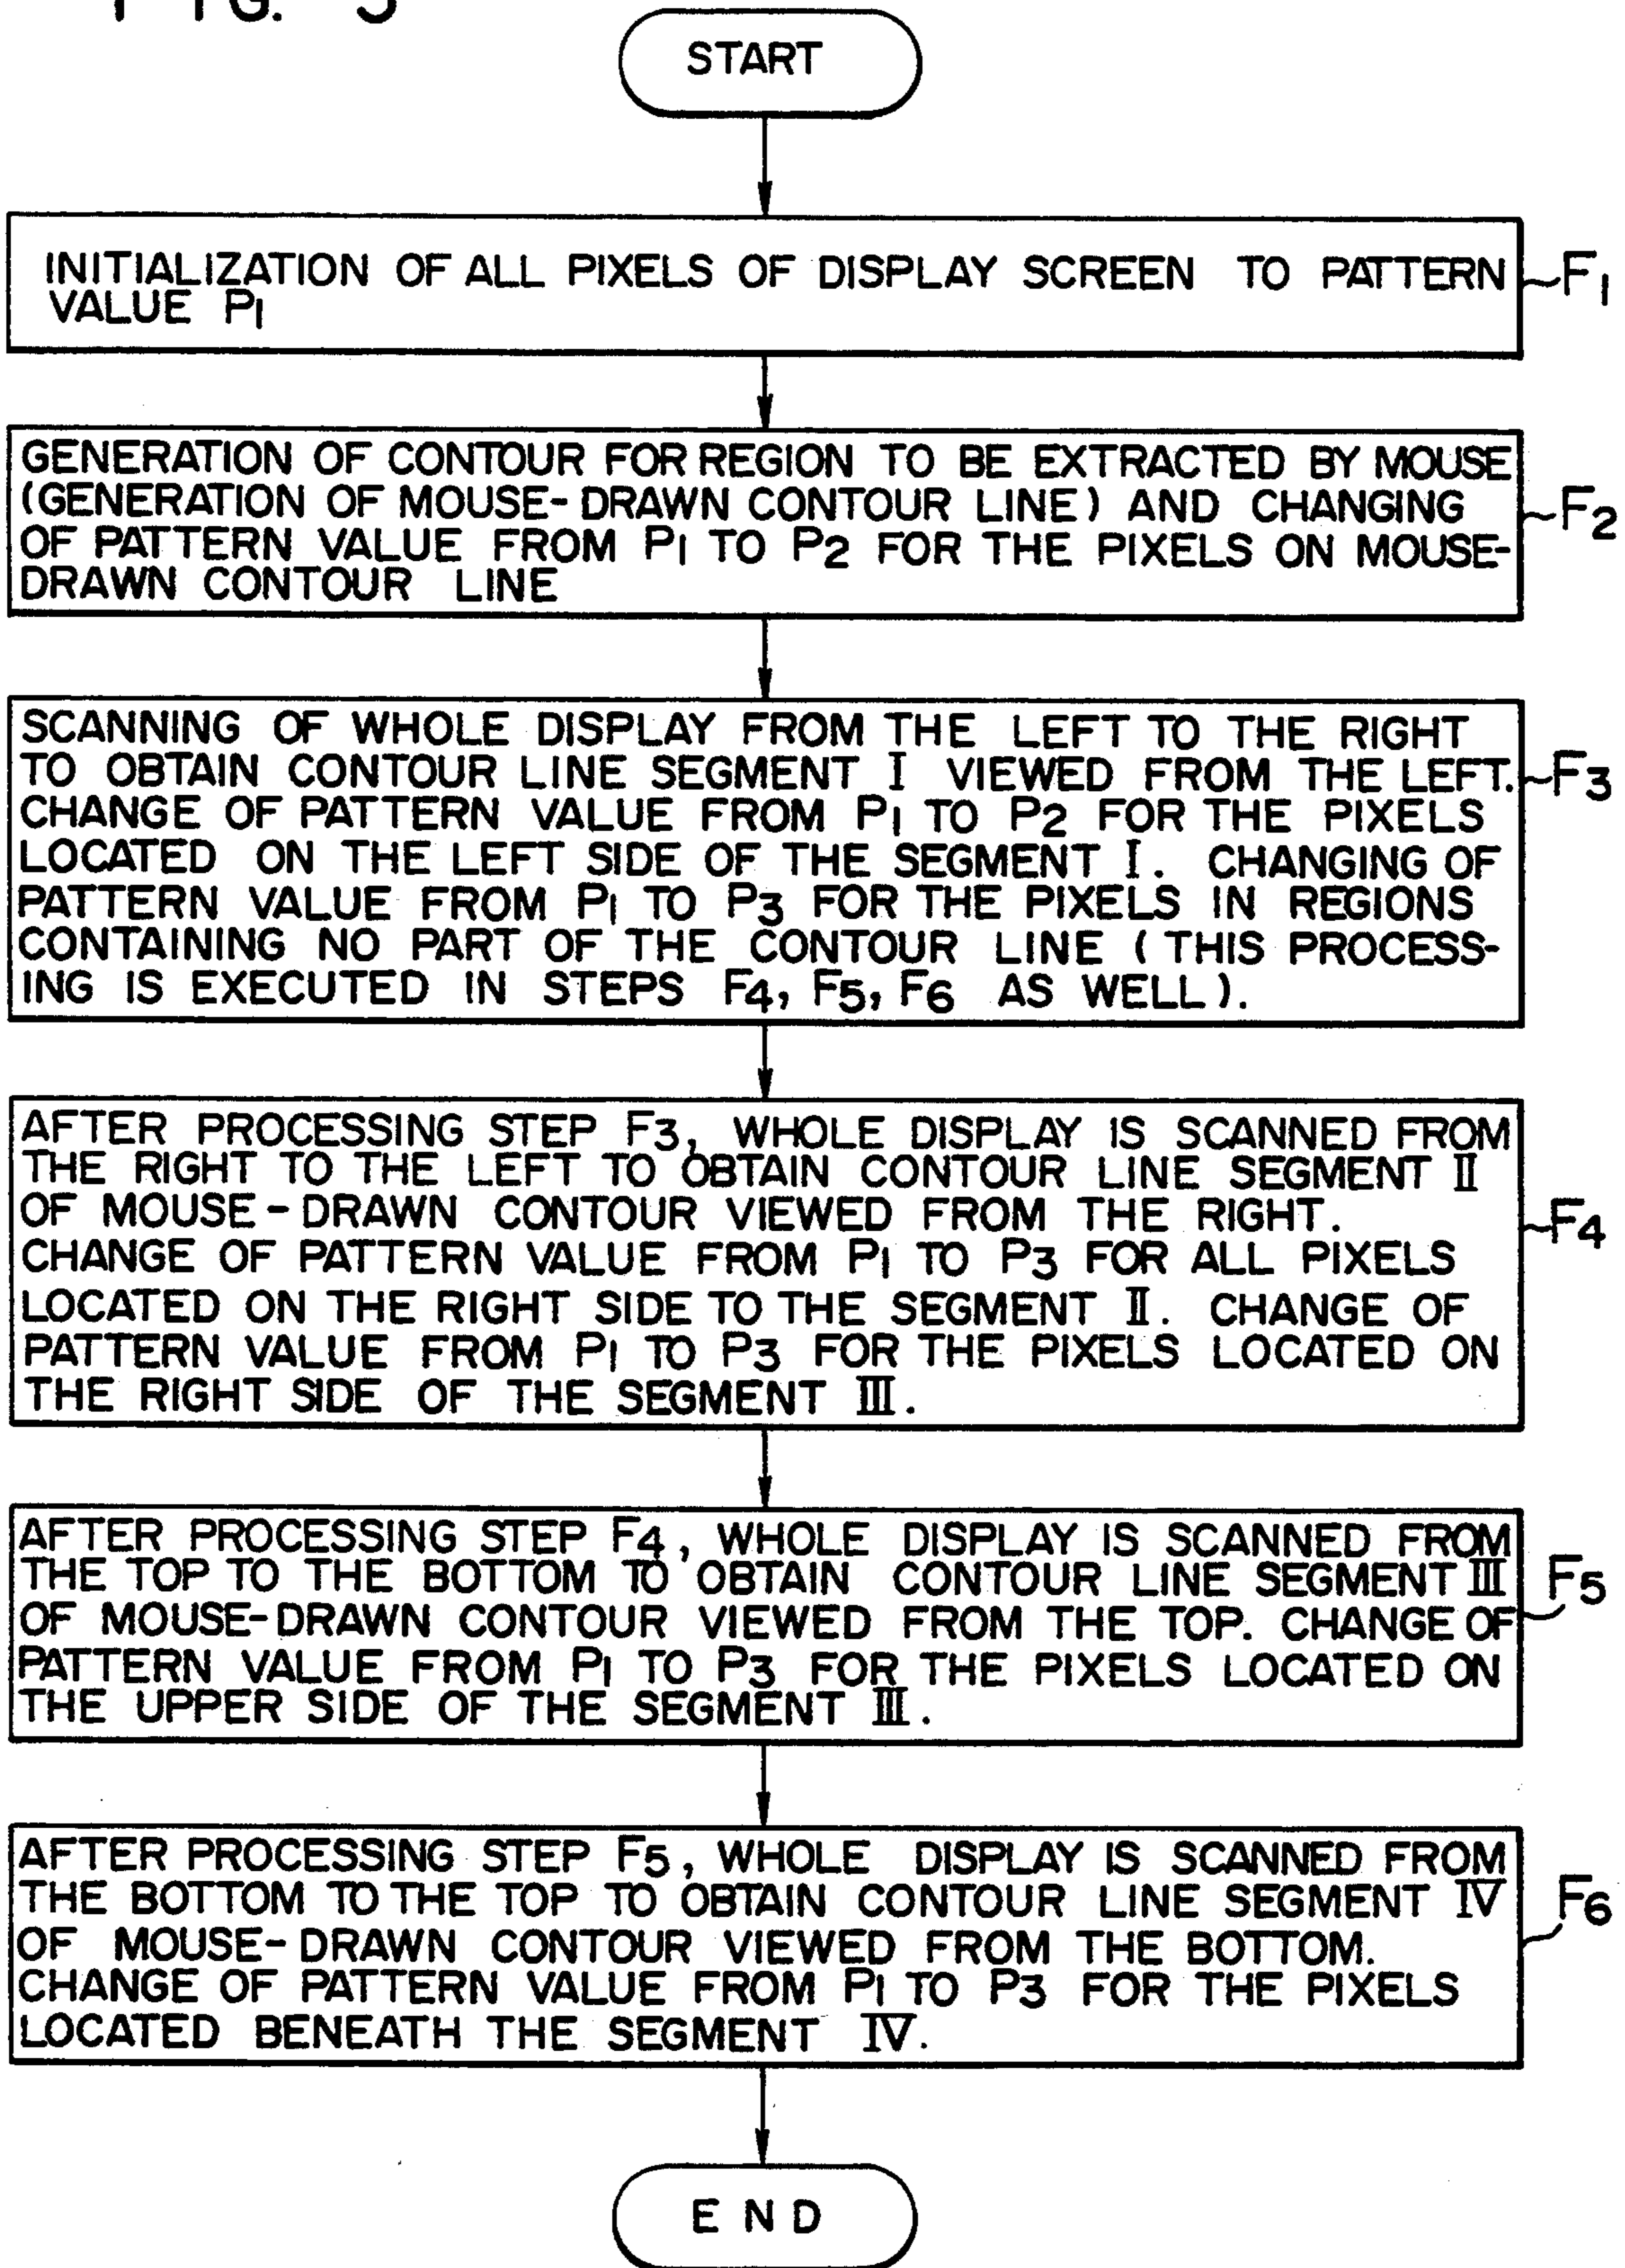 FIG. 5
START
INITIALIZATION OF ALL PIXELS OF DISPLAY SCREEN TO PATTERN
VALUE P1
F1
GENERATION OF CONTOUR FOR REGION TO BE EXTRACTED BY MOUSE
(GENERATION OF MOUSE-DRAWN CONTOUR LINE) AND CHANGING
OF PATTERN VALUE FROM P1 TO P2 FOR THE PIXELS ON MOUSE-
DRAWN CONTOUR LINE
F2
SCANNING OF WHOLE DISPLAY FROM THE LEFT TO THE RIGHT
TO OBTAIN CONTOUR LINE SEGMENT I VIEWED FROM THE LEFT.
CHANGE OF PATTERN VALUE FROM P1 TO P2 FOR THE PIXELS
LOCATED ON THE LEFT SIDE OF THE SEGMENT I. CHANGING OF
PATTERN VALUE FROM P1 TO P3 FOR THE PIXELS IN REGIONS
CONTAINING NO PART OF THE CONTOUR LINE (THIS PROCESS-
ING IS EXECUTED IN STEPS F4, F5, F6 AS WELL).
F3
AFTER PROCESSING STEP F3, WHOLE DISPLAY IS SCANNED FROM
THE RIGHT TO THE LEFT TO OBTAIN CONTOUR LINE SEGMENT II
OF MOUSE-DRAWN CONTOUR VIEWED FROM THE RIGHT.
CHANGE OF PATTERN VALUE FROM P1 TO P3 FOR ALL PIXELS
LOCATED ON THE RIGHT SIDE TO THE SEGMENT II. CHANGE OF
PATTERN VALUE FROM P1 TO P3 FOR THE PIXELS LOCATED ON
THE RIGHT SIDE OF THE SEGMENT III.
F4
AFTER PROCESSING STEP F4, WHOLE DISPLAY IS SCANNED FROM
THE TOP TO THE BOTTOM TO OBTAIN CONTOUR LINE SEGMENT III
OF MOUSE-DRAWN CONTOUR VIEWED FROM THE TOP. CHANGE OF
PATTERN VALUE FROM P1 TO P3 FOR THE PIXELS LOCATED ON
THE UPPER SIDE OF THE SEGMENT III.
F5
AFTER PROCESSING STEP F5, WHOLE DISPLAY IS SCANNED FROM
THE BOTTOM TO THE TOP TO OBTAIN CONTOUR LINE SEGMENT IV
OF MOUSE-DRAWN CONTOUR VIEWED FROM THE BOTTOM.
CHANGE OF PATTERN VALUE FROM P1 TO P3 FOR THE PIXELS
LOCATED BENEATH THE SEGMENT IV.
F6
END